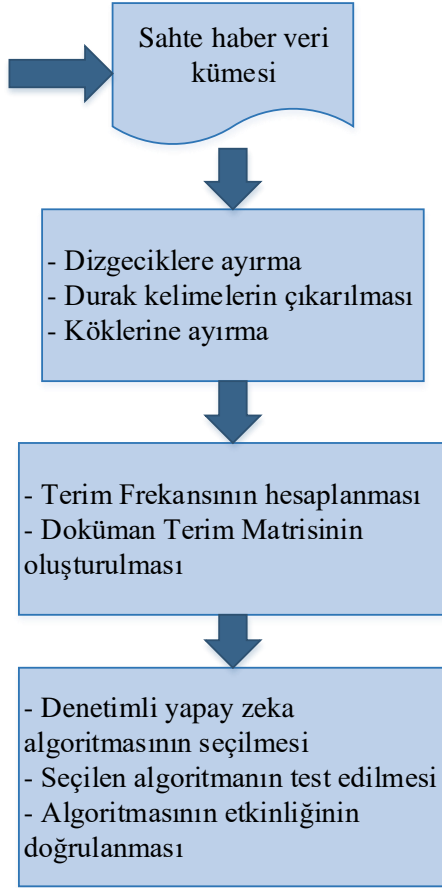 Sahte haber veri
kümesi
- Dizgeciklere ayırma
- Durak kelimelerin çıkarılması
- Köklerine ayırma
- Terim Frekansının hesaplanması
- Doküman Terim Matrisinin
oluşturulması
- Denetimli yapay zeka
algoritmasının seçilmesi
- Seçilen algoritmanın test edilmesi
- Algoritmasının etkinliğinin
doğrulanması